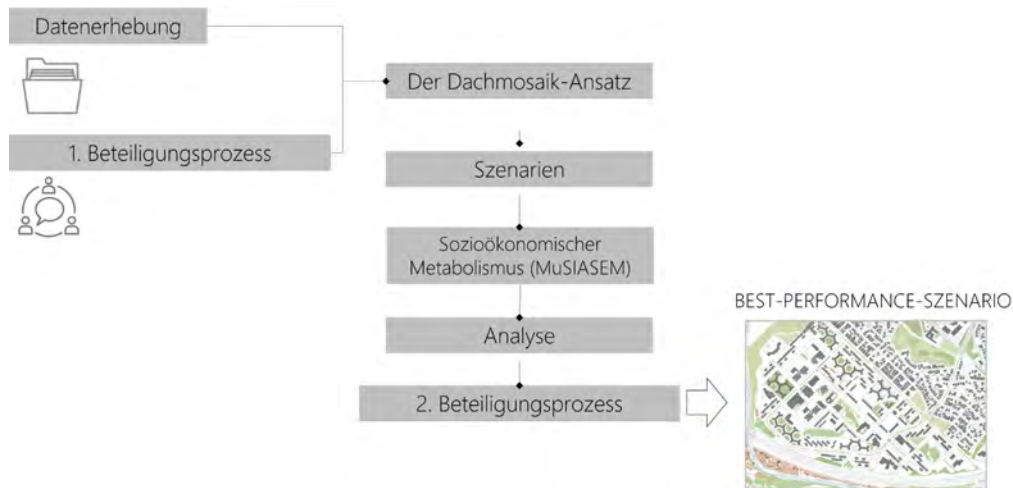 Datenerhebung
1. Beteiligungsprozess
Der Dachmosaik-Ansatz
Szenarien
Sozioökonomischer
Metabolismus (MuSIASEM)
Analyse
2. Beteiligungsprozess
BEST-PERFORMANCE-SZENARIO